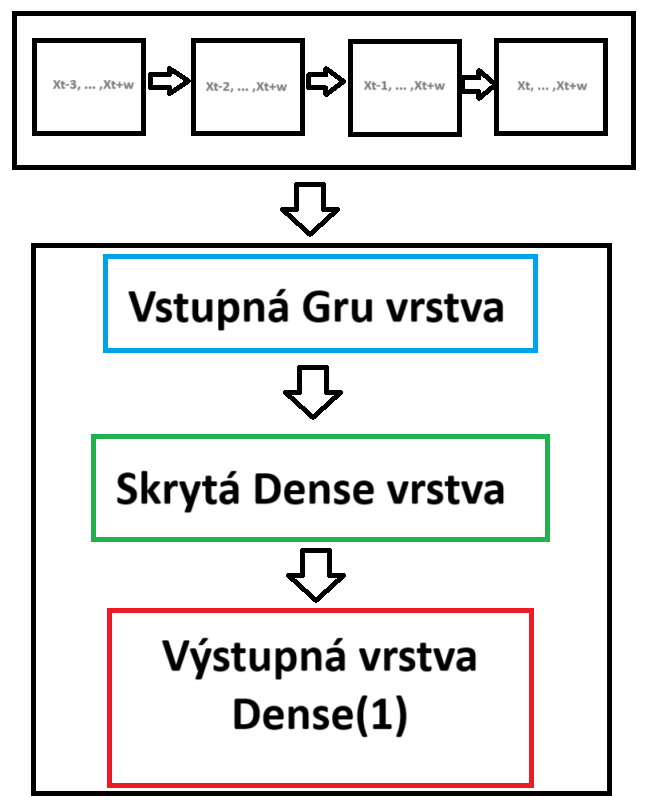 Xt-3, ... ,Xt+w
Xt-2, ... ,Xt+w
Xt-1, ... ,Xt+w
Xt, ... ,Xt+w
Vstupná Gru vrstva
Skrytá Dense vrstva
Výstupná vrstva
Dense(1)